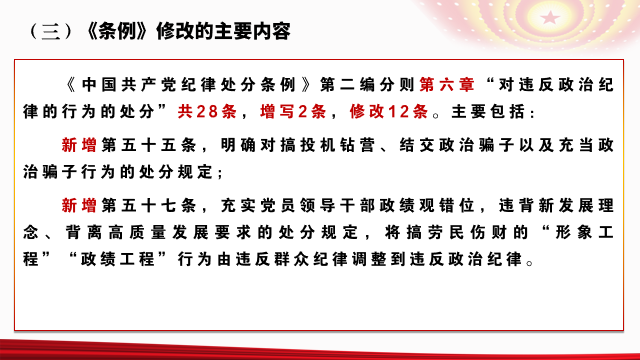 （三）《条例》修改的主要内容
《中国共产党纪律处分条例》第二编分则第六章“对违反政治纪
律的行为的处分”共28条，增写2条，修改12条。主要包括：
新增第五十五条，明确对搞投机钻营、结交政治骗子以及充当政
治骗子行为的处分规定；
新增第五十七条，充实党员领导干部政绩观错位，违背新发展理
念、背离高质量发展要求的处分规定，将搞劳民伤财的“形象工
程”“政绩工程”行为由违反群众纪律调整到违反政治纪律。